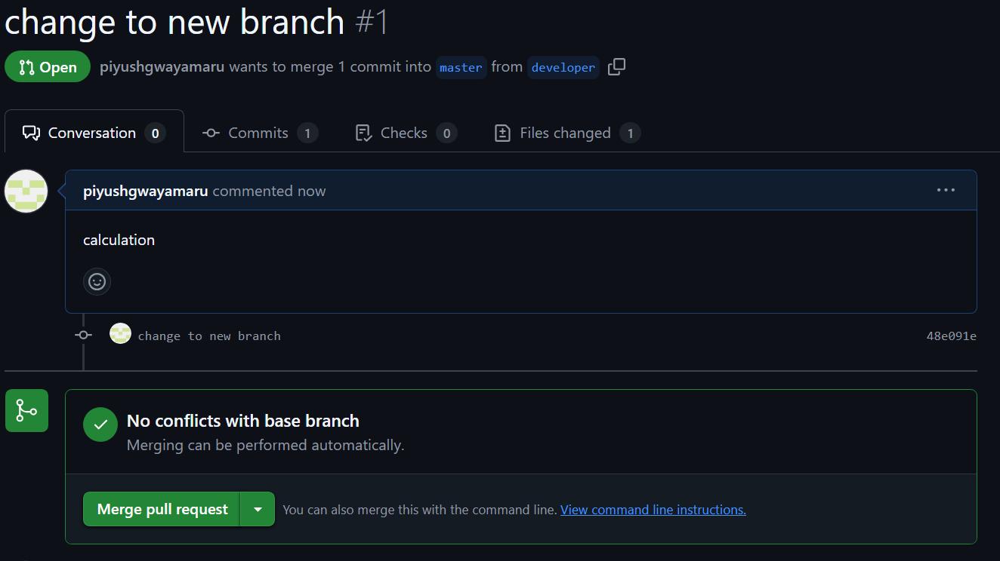 change to new branch #1
Open piyushgwayamaru wants to merge 1 commit into master from developer
Conversation 0 Commits 1 Checks 0 Files changed 1
piyushgwayamaru commented now
calculation
change to new branch 48e091e
No conflicts with base branch
Merging can be performed automatically.
Merge pull request You can also merge this with the command line. View command line instructions.